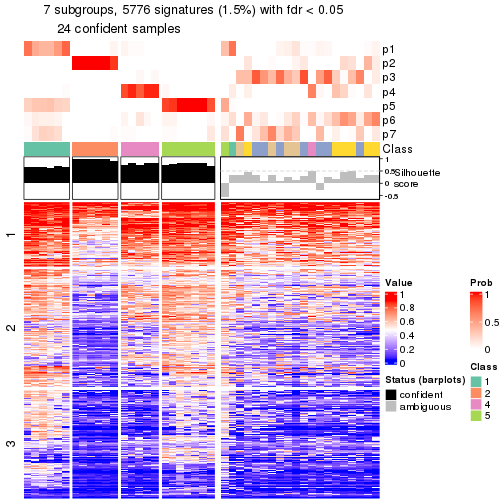 7 subgroups, 5776 signatures (1.5%) with fdr < 0.05
24 confident samples
p1
p2
p3
p4
p5
p6
p7
Class
1
0.5
0
-0.5
Silhouette
score
1
2
3
Value
1
0.8
0.6
0.4
0.2
0
Status (barplots)
confident
ambiguous
Prob
1
0.5
0
Class
1
2
4
5